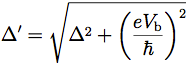 Δ′ = √(Δ² + (eV_b / ħ)²)